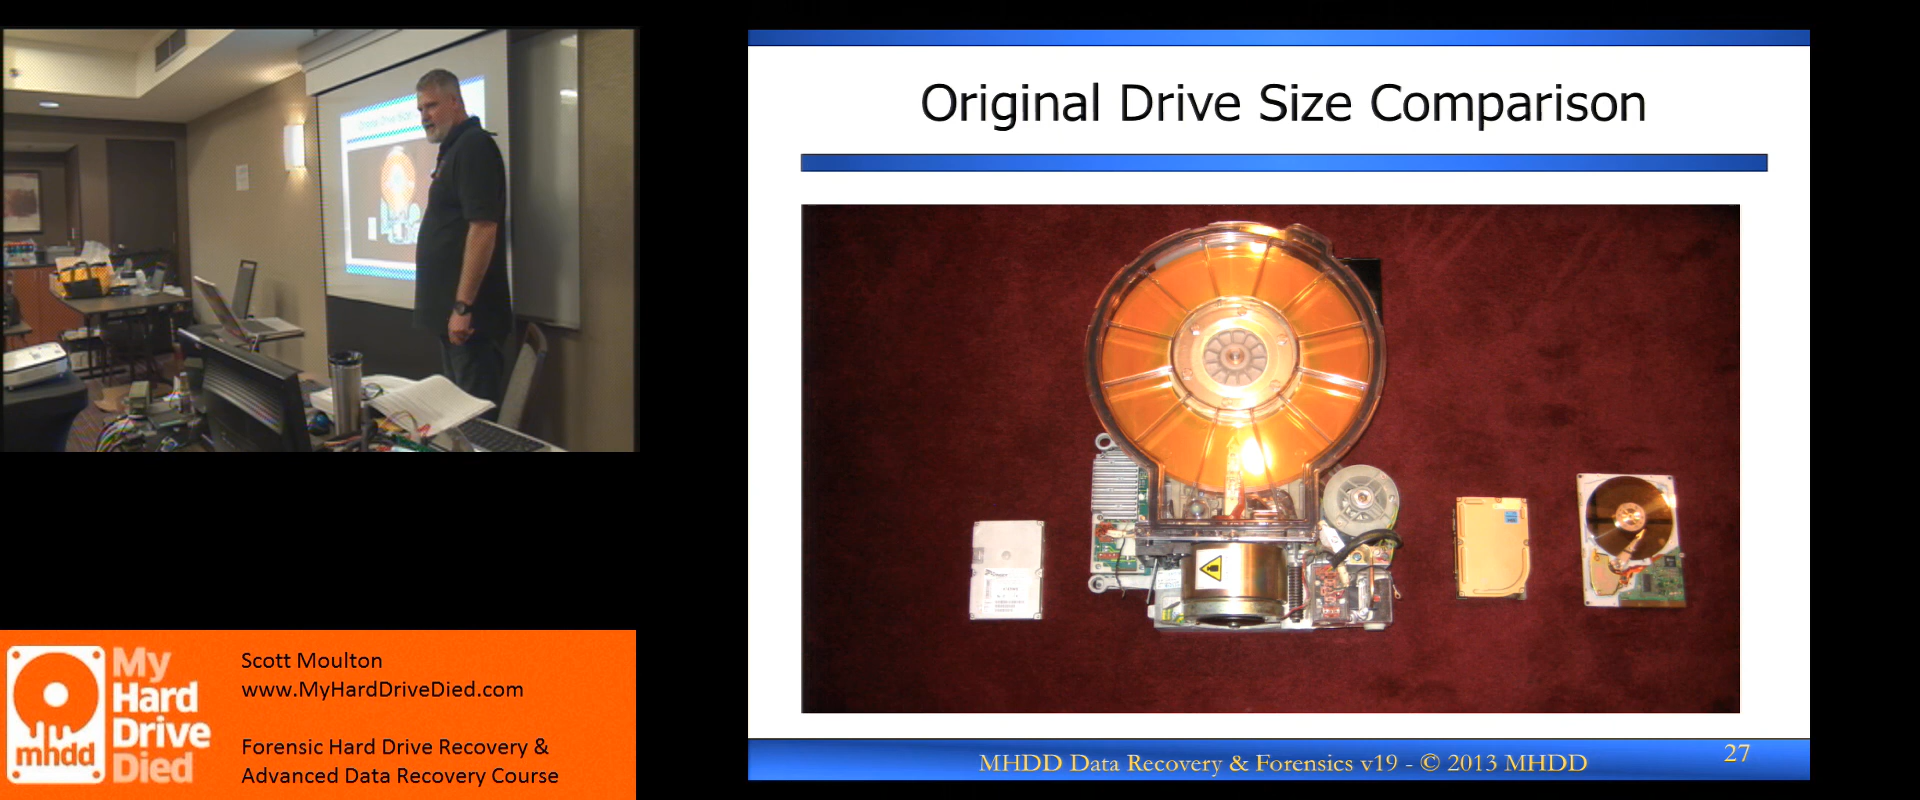 Original Drive Size Comparison
MHDD Data Recovery & Forensics v19 - © 2013 MHDD
27
My
Hard
Drive
Died
mhdd
Scott Moulton
www.MyHardDriveDied.com
Forensic Hard Drive Recovery &
Advanced Data Recovery Course